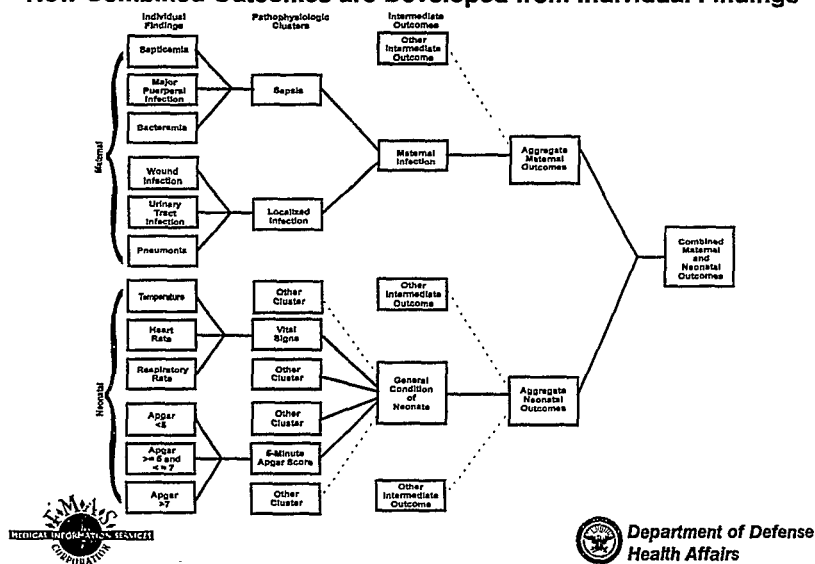 How Combined Outcomes are Developed from Individual Findings
Individual
Findings
Pathophysiologic
Clusters
Intermediate
Outcomes
Maternal
Septicemia
Major
Puerperal
Infection
Bacteremia
Wound
Infection
Urinary
Tract
Infection
Pneumonia
Sepsis
Localized
Infection
Other
Intermediate
Outcome
Maternal
Infection
Aggregate
Maternal
Outcomes
Combined
Maternal
and
Neonatal
Outcomes
Neonatal
Temperature
Heart
Rate
Respiratory
Rate
Apgar
<5
Apgar
>= 5 and
<= 7
Apgar
>7
Other
Cluster
Vital
Signs
Other
Cluster
Other
Cluster
5-Minute
Apgar Score
Other
Cluster
Other
Intermediate
Outcome
General
Condition
of
Neonate
Other
Intermediate
Outcome
Aggregate
Neonatal
Outcomes
F·M·A·S
MEDICAL INFORMATION SERVICES
CORPORATION
Department of Defense
Health Affairs